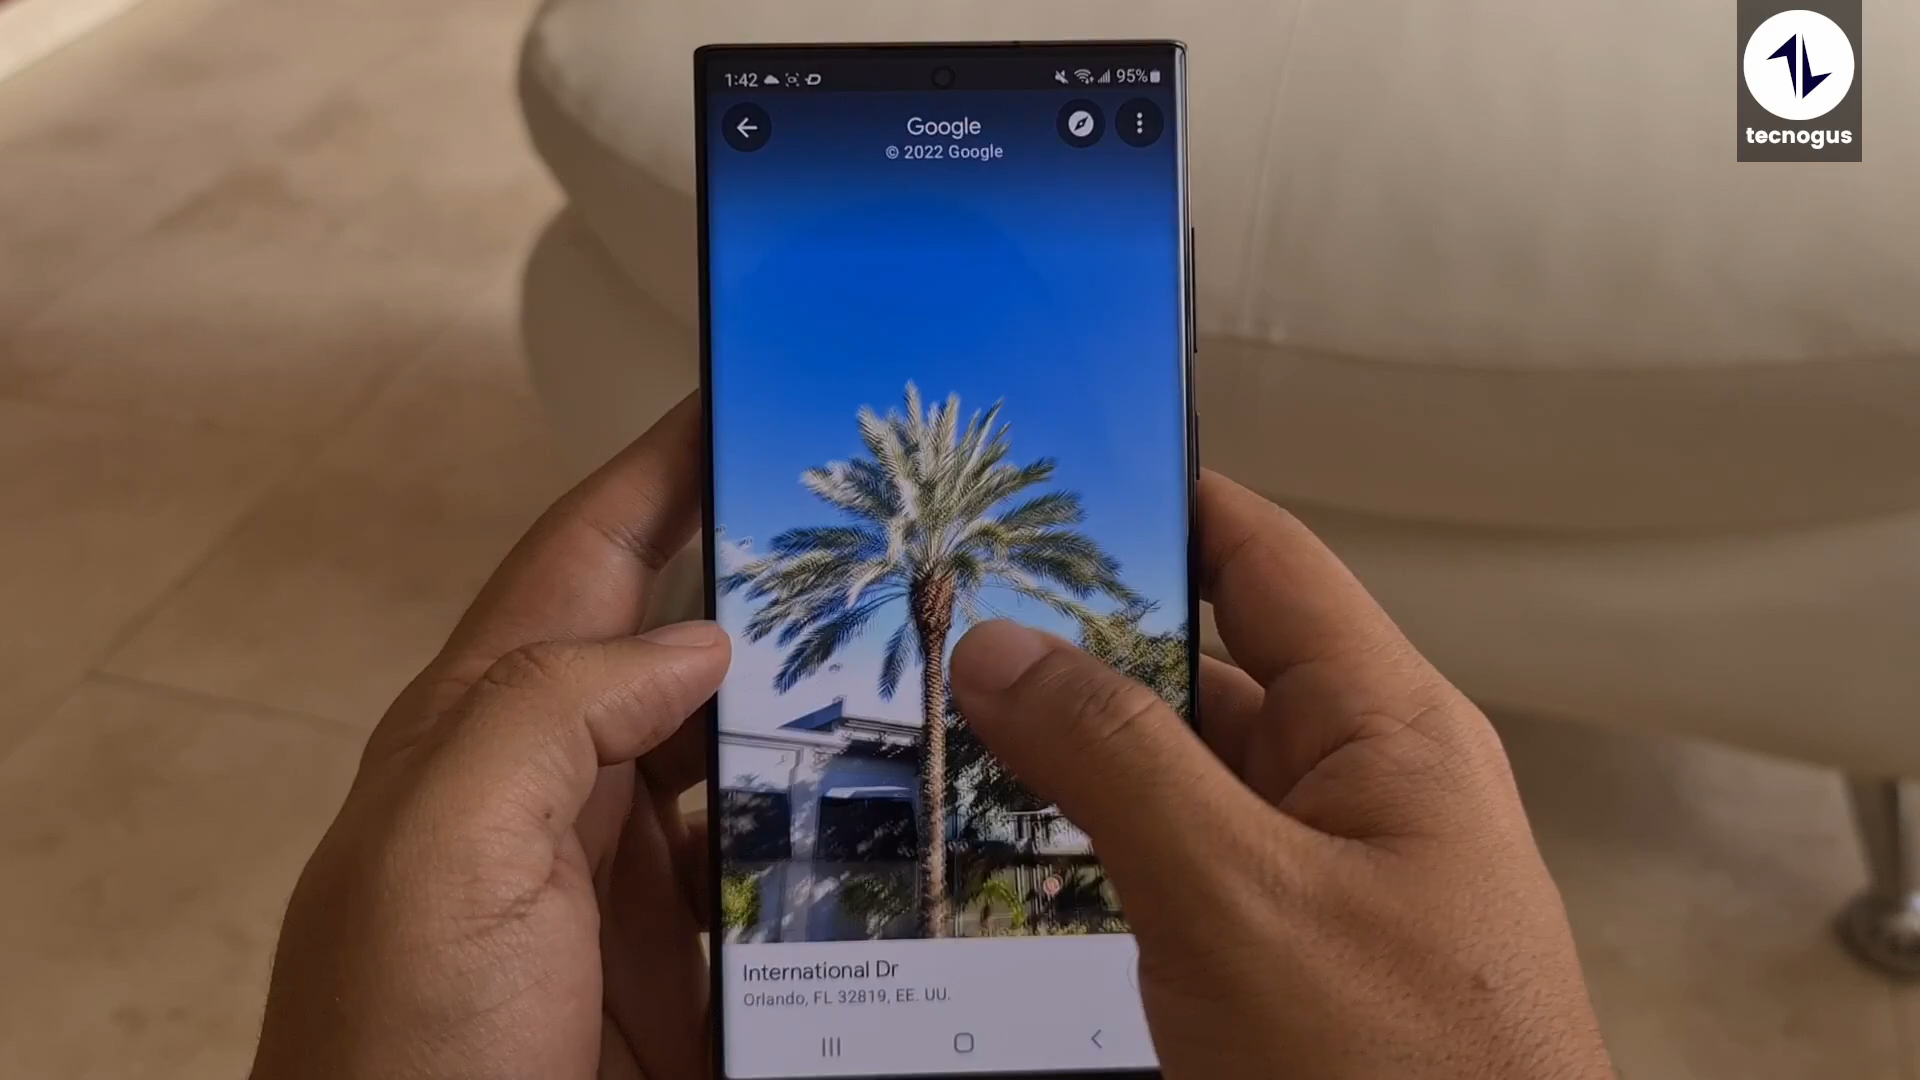 1:42
95%
Google
© 2022 Google
International Dr
Orlando, FL 32819, EE. UU.
tecnogus